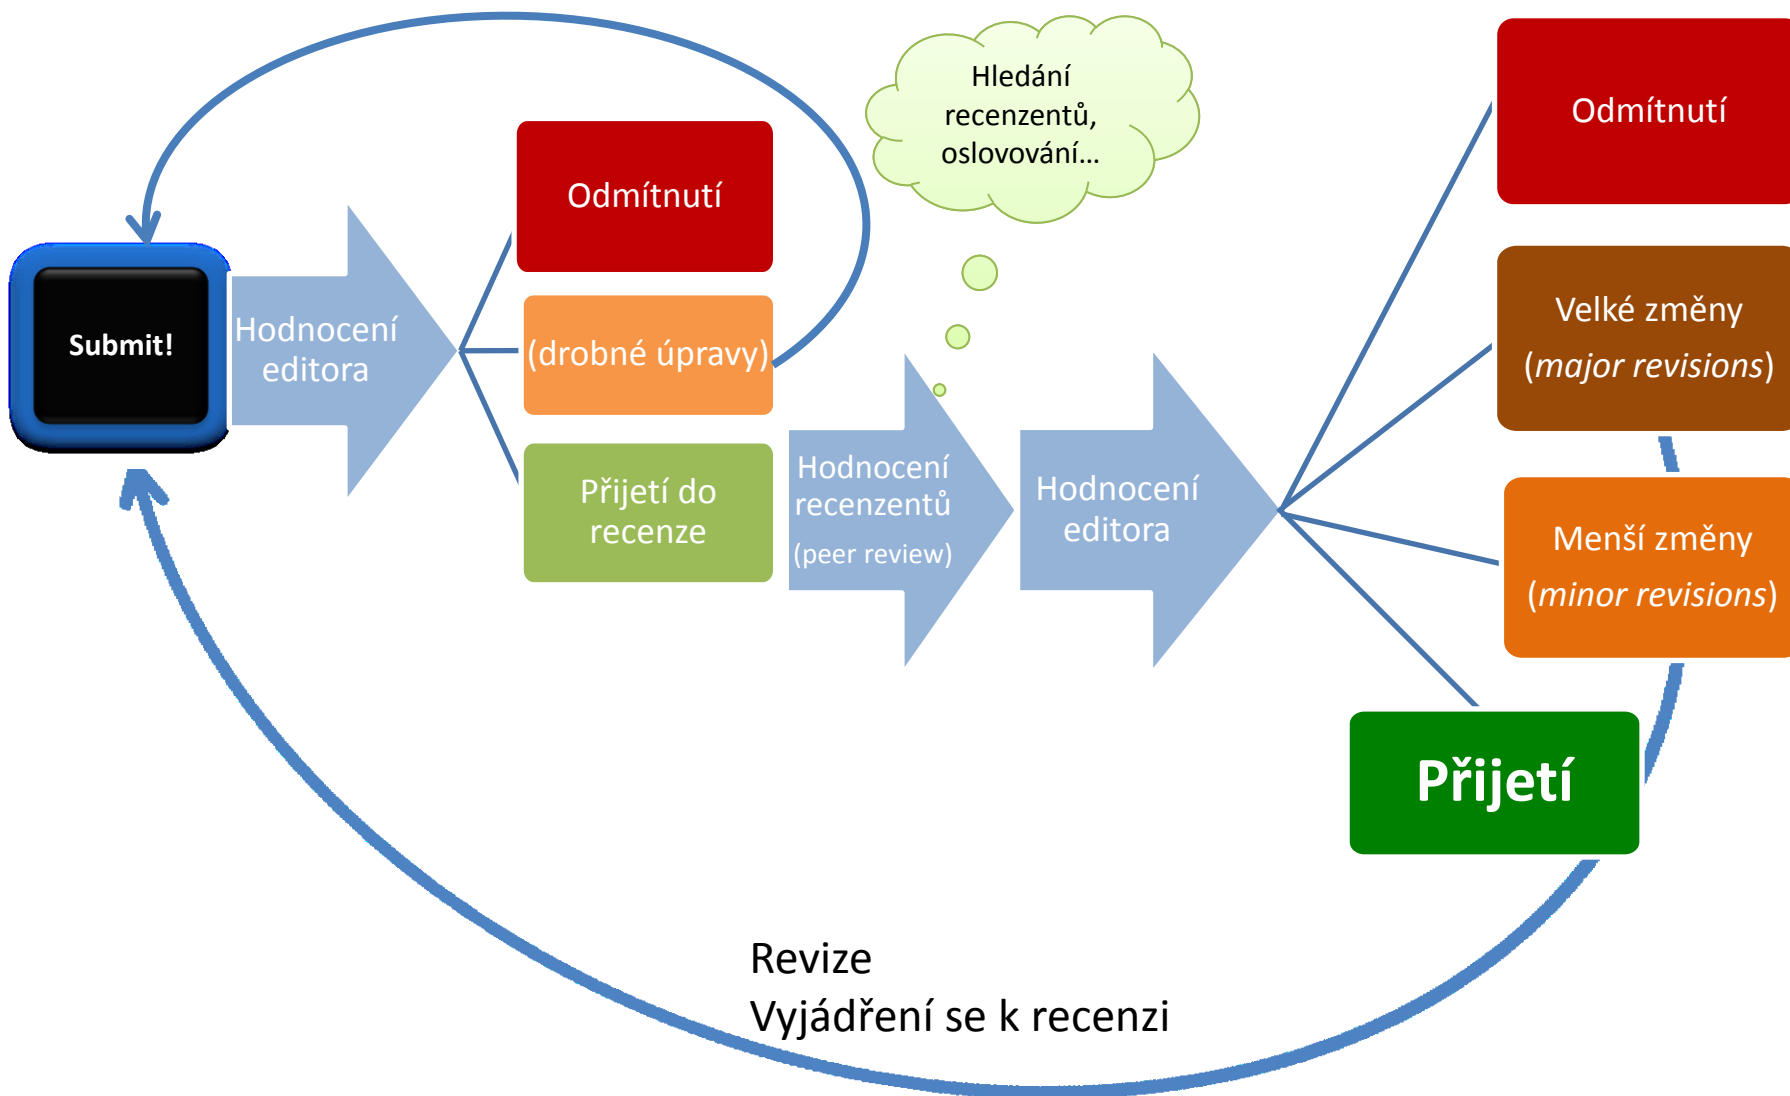 Submit!
Hodnocení
editora
Odmítnutí
(drobné úpravy)
Přijetí do
recenze
Hledání
recenzentů,
oslovování…
Hodnocení
recenzentů
(peer review)
Hodnocení
editora
Odmítnutí
Velké změny
(major revisions)
Menší změny
(minor revisions)
Přijetí
Revize
Vyjádření se k recenzi